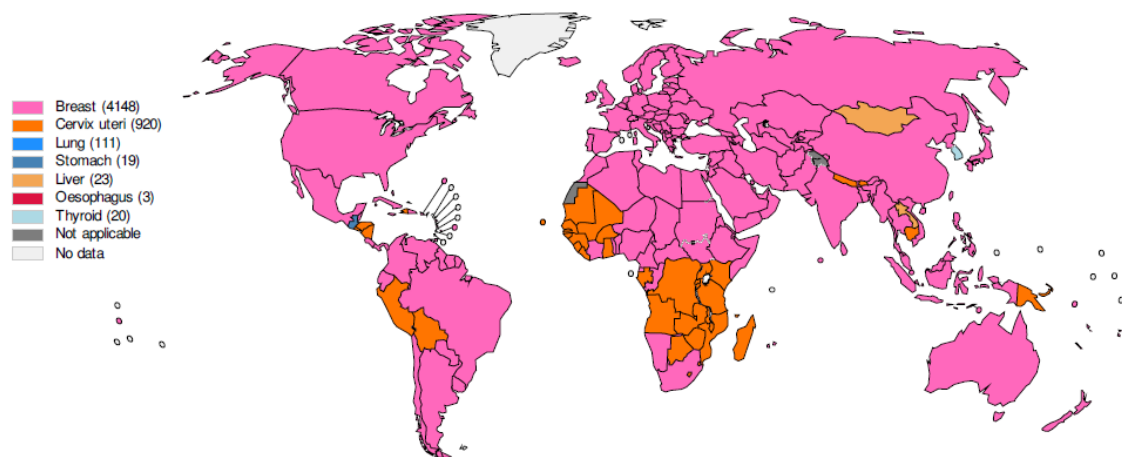 Breast (4148)
Cervix uteri (920)
Lung (111)
Stomach (19)
Liver (23)
Oesophagus (3)
Thyroid (20)
Not applicable
No data